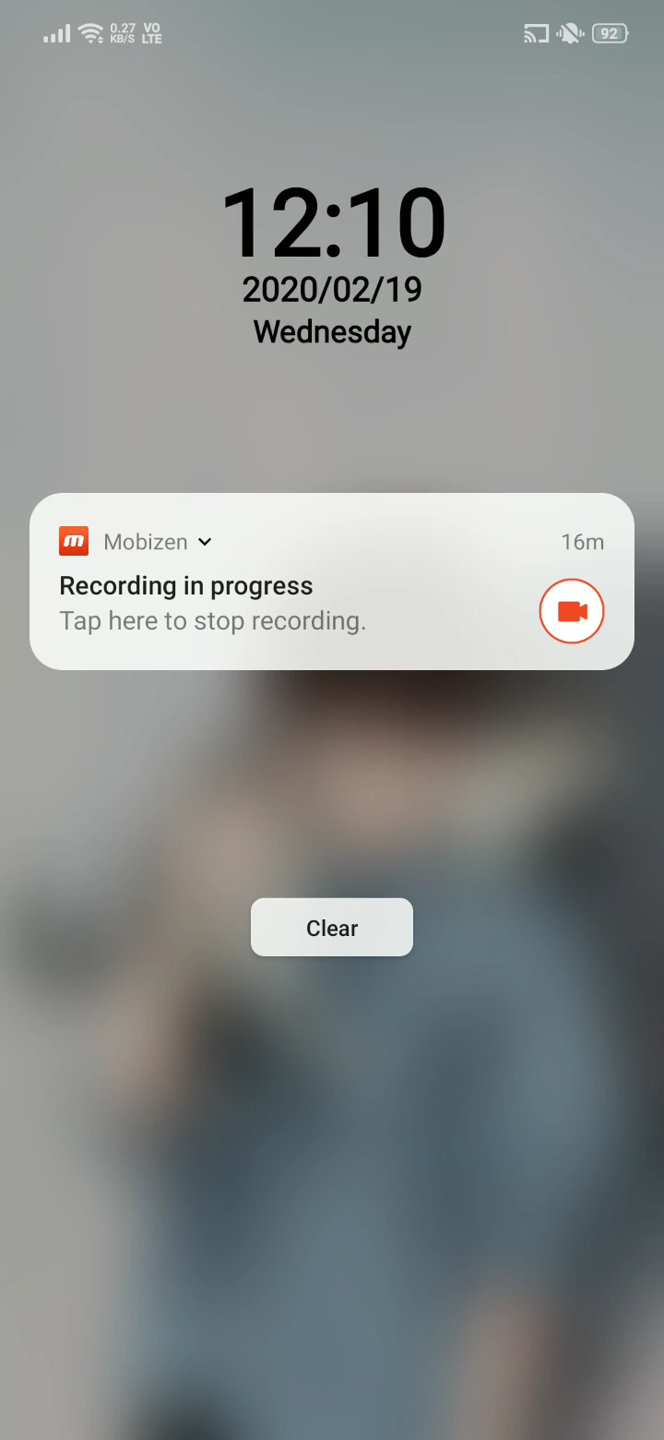 0.27 VO
KB/S LTE
92
12:10
2020/02/19
Wednesday
m Mobizen 16m
Recording in progress
Tap here to stop recording.
Clear